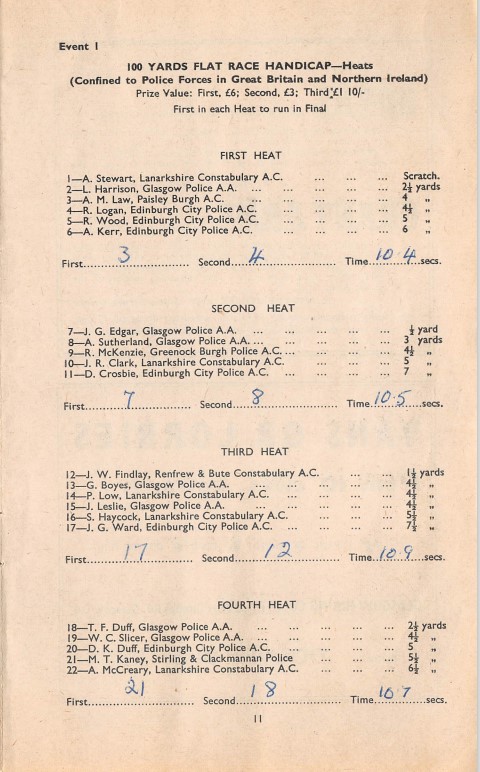 Event 1
100 YARDS FLAT RACE HANDICAP—Heats
(Confined to Police Forces in Great Britain and Northern Ireland)
Prize Value: First, £6; Second, £3; Third £1 10/-
First in each Heat to run in Final
FIRST HEAT
1—A. Stewart, Lanarkshire Constabulary A.C. ... ... ... Scratch.
2—L. Harrison, Glasgow Police A.A. ... ... ... ... ... 2½ yards
3—A. M. Law, Paisley Burgh A.C. ... ... ... ... ... 4 „
4—R. Logan, Edinburgh City Police A.C. ... ... ... ... 4½ „
5—R. Wood, Edinburgh City Police A.C. ... ... ... ... 5 „
6—A. Kerr, Edinburgh City Police A.C. ... ... ... ... 6 „
First 3 Second 4 Time 10.4 secs.
SECOND HEAT
7—J. G. Edgar, Glasgow Police A.A. ... ... ... ... ... ½ yard
8—A. Sutherland, Glasgow Police A.A. ... ... ... ... ... 3 yards
9—R. McKenzie, Greenock Burgh Police A.C. ... ... ... ... 4½ „
10—J. R. Clark, Lanarkshire Constabulary A.C. ... ... ... 5 „
11—D. Crosbie, Edinburgh City Police A.C. ... ... ... ... 7 „
First 7 Second 8 Time 10.5 secs.
THIRD HEAT
12—J. W. Findlay, Renfrew & Bute Constabulary A.C. ... ... 1½ yards
13—G. Boyes, Glasgow Police A.A. ... ... ... ... ... 4½ „
14—P. Low, Lanarkshire Constabulary A.C. ... ... ... ... 4½ „
15—J. Leslie, Glasgow Police A.A. ... ... ... ... ... 4½ „
16—S. Haycock, Lanarkshire Constabulary A.C. ... ... ... 5½ „
17—J. G. Ward, Edinburgh City Police A.C. ... ... ... ... 7½ „
First 17 Second 12 Time 10.9 secs.
FOURTH HEAT
18—T. F. Duff, Glasgow Police A.A. ... ... ... ... ... 2½ yards
19—W. C. Slicer, Glasgow Police A.A. ... ... ... ... ... 4½ „
20—D. K. Duff, Edinburgh City Police A.C. ... ... ... ... 5 „
21—M. T. Kaney, Stirling & Clackmannan Police ... ... ... 5½ „
22—A. McCreary, Lanarkshire Constabulary A.C. ... ... ... 6½ „
First 21 Second 18 Time 10.7 secs.
11